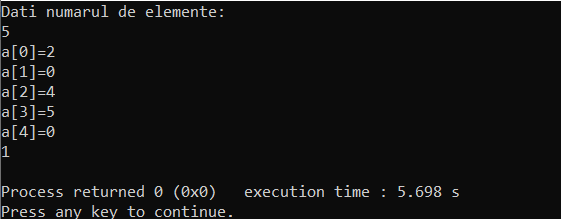 Dati numarul de elemente:
5
a[0]=2
a[1]=0
a[2]=4
a[3]=5
a[4]=0
1
Process returned 0 (0x0)   execution time : 5.698 s
Press any key to continue.